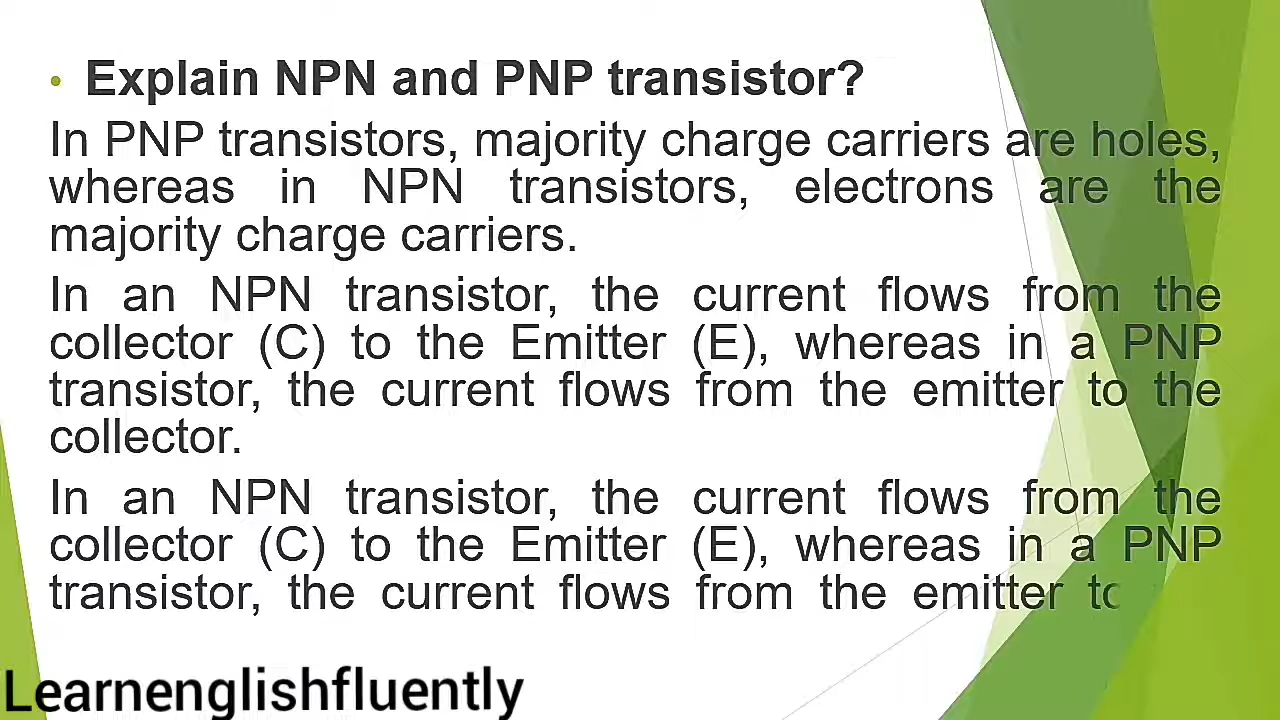 • Explain NPN and PNP transistor?
In PNP transistors, majority charge carriers are holes,
whereas in NPN transistors, electrons are the
majority charge carriers.
In an NPN transistor, the current flows from the
collector (C) to the Emitter (E), whereas in a PNP
transistor, the current flows from the emitter to the
collector.
In an NPN transistor, the current flows from the
collector (C) to the Emitter (E), whereas in a PNP
transistor, the current flows from the emitter to
Learnenglishfluently